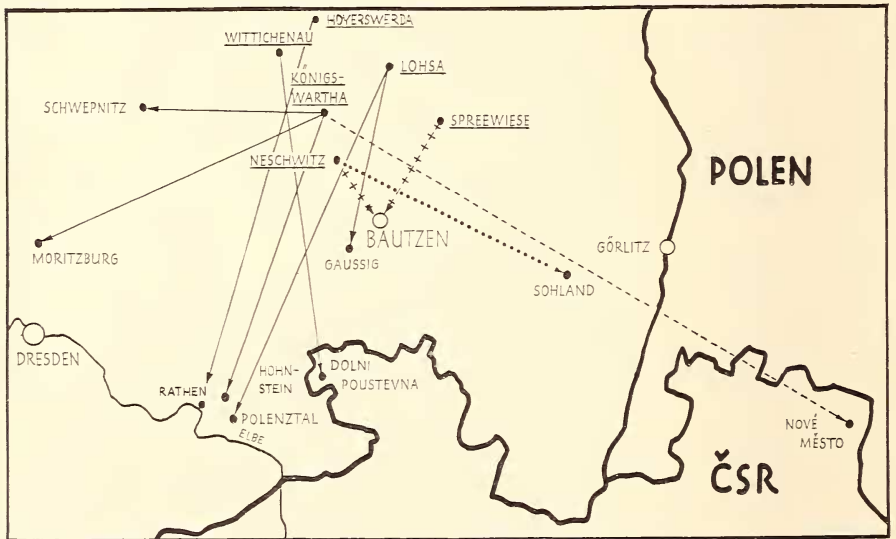 HOYERSWERDA
WITTICHENAU
KÖNIGS-
WARTHA
LOHSA
SCHWEPNITZ
SPREEWIESE
NESCHWITZ
POLEN
BAUTZEN
GÖRLITZ
MORITZBURG
GAUSSIG
SOHLAND
DRESDEN
HOHN-
STEIN
DOLNI
POUSTEVNA
RATHEN
POLENZTAL
ELBE
NOVÉ
MĚSTO
ČSR